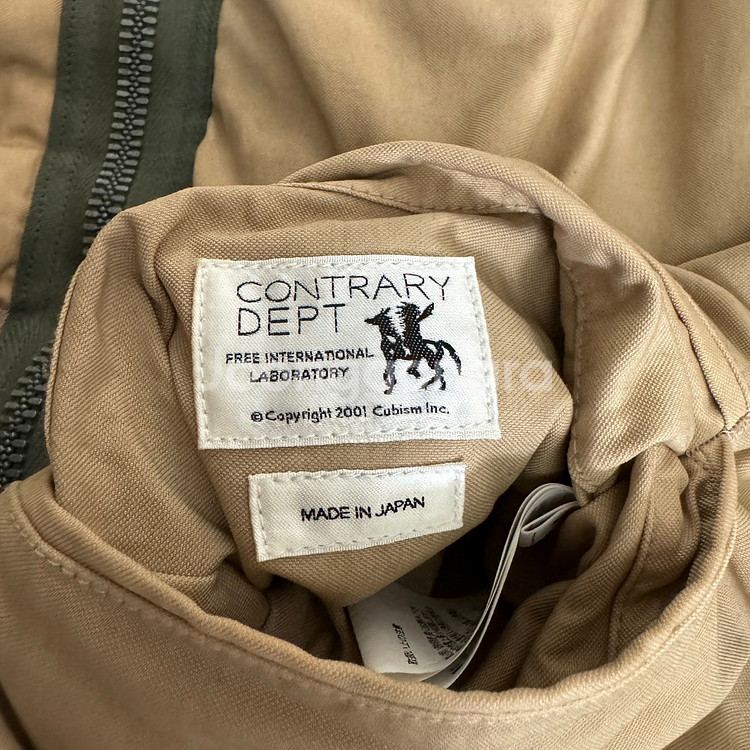 CONTRARY
DEPT
FREE INTERNATIONAL
LABORATORY
© Copyright 2001 Cubism Inc.
MADE IN JAPAN